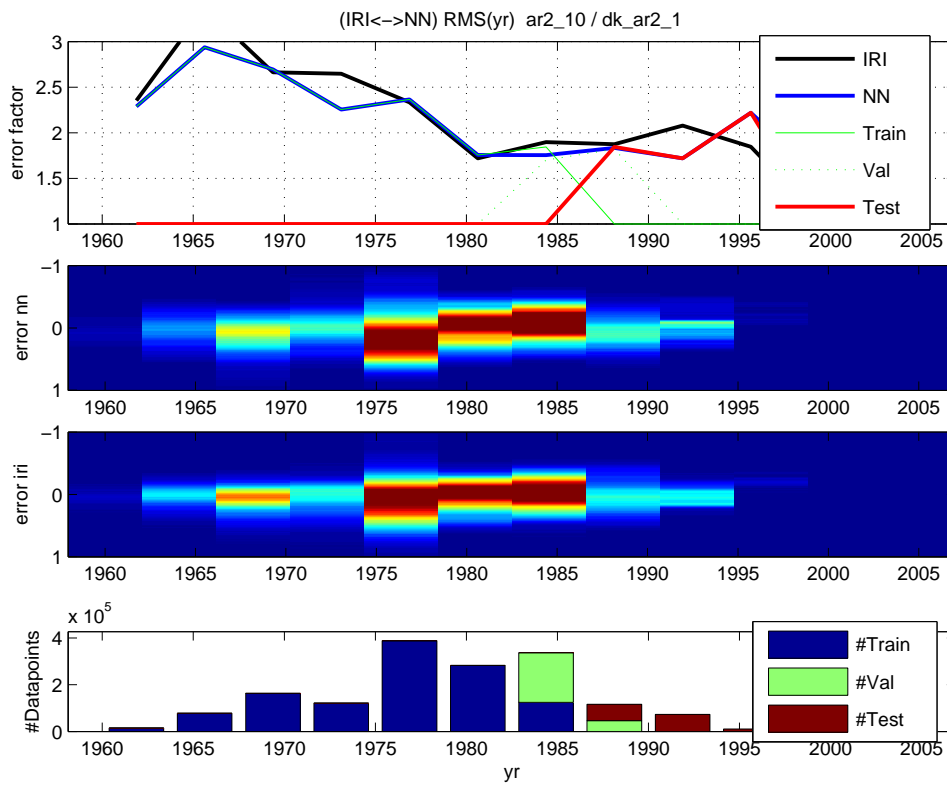 (IRI<-->NN) RMS(yr)  ar2_10 / dk_ar2_1
3
2.5
2
1.5
1
error factor
IRI
NN
Train
Val
Test
1960 1965 1970 1975 1980 1985 1990 1995 2000 2005
−1
0
1
error nn
1960 1965 1970 1975 1980 1985 1990 1995 2000 2005
−1
0
1
error iri
1960 1965 1970 1975 1980 1985 1990 1995 2000 2005
x 10^5
4
2
0
#Datapoints
#Train
#Val
#Test
1960 1965 1970 1975 1980 1985 1990 1995 2000 2005
yr